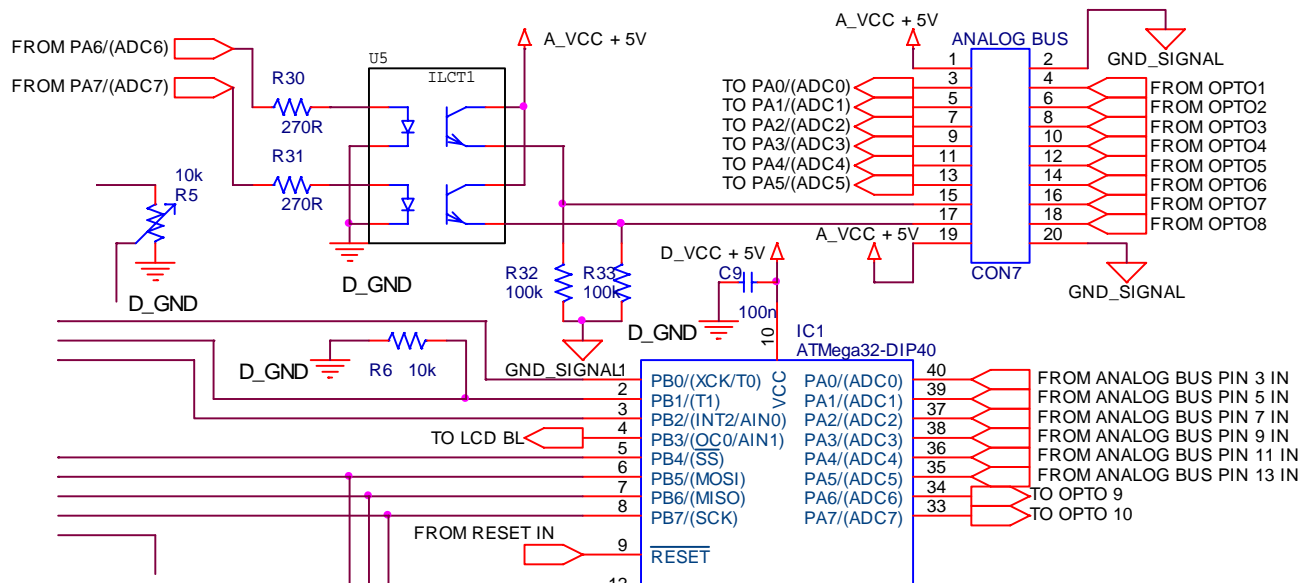 FROM PA6/(ADC6)
FROM PA7/(ADC7)
R30
270R
R31
270R
U5
ILCT1
A_VCC + 5V
10k
R5
D_GND
D_GND
R32
100k
R33
100k
GND_SIGNAL
A_VCC + 5V
ANALOG BUS
GND_SIGNAL
1
2
TO PA0/(ADC0)
3
4
FROM OPTO1
TO PA1/(ADC1)
5
6
FROM OPTO2
TO PA2/(ADC2)
7
8
FROM OPTO3
TO PA3/(ADC3)
9
10
FROM OPTO4
TO PA4/(ADC4)
11
12
FROM OPTO5
TO PA5/(ADC5)
13
14
FROM OPTO6
15
16
FROM OPTO7
17
18
FROM OPTO8
A_VCC + 5V
19
20
CON7
GND_SIGNAL
D_VCC + 5V
C9
100n
D_GND
10
IC1
ATMega32-DIP40
VCC
D_GND
R6 10k
1
PB0/(XCK/T0)
PA0/(ADC0)
40
FROM ANALOG BUS PIN 3 IN
2
PB1/(T1)
PA1/(ADC1)
39
FROM ANALOG BUS PIN 5 IN
3
PB2/(INT2/AIN0)
PA2/(ADC2)
37
FROM ANALOG BUS PIN 7 IN
TO LCD BL
4
PB3/(OC0/AIN1)
PA3/(ADC3)
38
FROM ANALOG BUS PIN 9 IN
5
PB4/(SS)
PA4/(ADC4)
36
FROM ANALOG BUS PIN 11 IN
6
PB5/(MOSI)
PA5/(ADC5)
35
FROM ANALOG BUS PIN 13 IN
7
PB6/(MISO)
PA6/(ADC6)
34
TO OPTO 9
8
PB7/(SCK)
PA7/(ADC7)
33
TO OPTO 10
FROM RESET IN
9
RESET